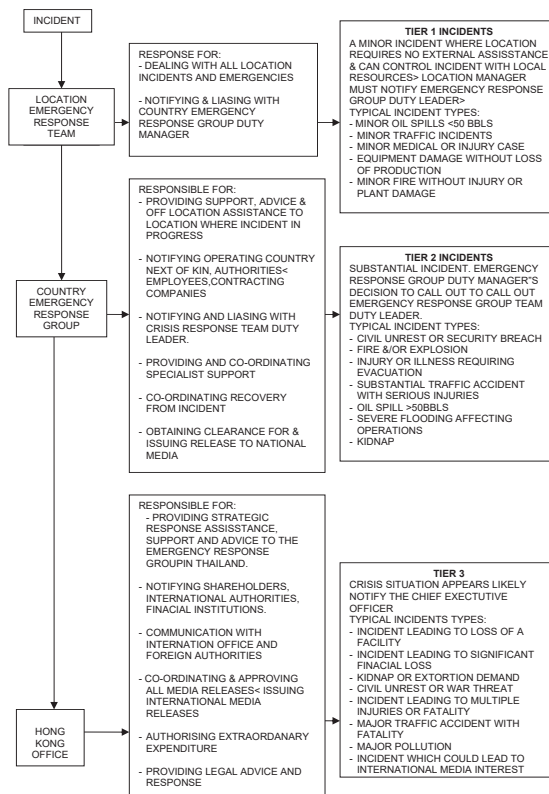 INCIDENT
LOCATION
EMERGENCY
RESPONSE
TEAM
RESPONSE FOR:
- DEALING WITH ALL LOCATION
INCIDENTS AND EMERGENCIES
- NOTIFYING & LIASING WITH
COUNTRY EMERGENCY
RESPONSE GROUP DUTY
MANAGER
TIER 1 INCIDENTS
A MINOR INCIDENT WHERE LOCATION
REQUIRES NO EXTERNAL ASSISSTANCE
& CAN CONTROL INCIDENT WITH LOCAL
RESOURCES> LOCATION MANAGER
MUST NOTIFY EMERGENCY RESPONSE
GROUP DUTY LEADER>
TYPICAL INCIDENT TYPES:
- MINOR OIL SPILLS <50 BBLS
- MINOR TRAFFIC INCIDENTS
- MINOR MEDICAL OR INJURY CASE
- EQUIPMENT DAMAGE WITHOUT LOSS
OF PRODUCTION
- MINOR FIRE WITHOUT INJURY OR
PLANT DAMAGE
COUNTRY
EMERGENCY
RESPONSE
GROUP
RESPONSIBLE FOR:
- PROVIDING SUPPORT, ADVICE &
OFF LOCATION ASSISTANCE TO
LOCATION WHERE INCIDENT IN
PROGRESS
- NOTIFYING OPERATING COUNTRY
NEXT OF KIN, AUTHORITIES<
EMPLOYEES,CONTRACTING
COMPANIES
- NOTIFYING AND LIESING WITH
CRISIS RESPONSE TEAM DUTY
LEADER.
- PROVIDING AND CO-ORDINATING
SPECIALIST SUPPORT
- CO-ORDINATING RECOVERY
FROM INCIDENT
- OBTAINING CLEARANCE FOR &
ISSUING RELEASE TO NATIONAL
MEDIA
TIER 2 INCIDENTS
SUBSTANTIAL INCIDENT. EMERGENCY
RESPONSE GROUP DUTY MANAGER"S
DECISION TO CALL OUT TO CALL OUT
EMERGENCY RESPONSE GROUP TEAM
DUTY LEADER.
TYPICAL INCIDENT TYPES:
- CIVIL UNREST OR SECURITY BREACH
- FIRE &/OR EXPLOSION
- INJURY OR ILLNESS REQUIRING
EVACUATION
- SUBSTANTIAL TRAFFIC ACCIDENT
WITH SERIOUS INJURIES
- OIL SPILL >50BBLS
- SEVERE FLOODING AFFECTING
OPERATIONS
- KIDNAP
HONG
KONG
OFFICE
RESPONSIBLE FOR:
- PROVIDING STRATEGIC
RESPONSE ASSISSTANCE,
SUPPORT AND ADVICE TO THE
EMERGENCY RESPONSE
GROUPIN THAILAND.
- NOTIFYING SHAREHOLDERS,
INTERNATIONAL AUTHORITIES,
FINACIAL INSTITUTIONS.
- COMMUNICATION WITH
INTERNATION OFFICE AND
FOREIGN AUTHORITIES
- CO-ORDINATING & APPROVING
ALL MEDIA RELEASES< ISSUING
INTERNATIONAL MEDIA
RELEASES
- AUTHORISING EXTRAORDANARY
EXPENDITURE
- PROVIDING LEGAL ADVICE AND
RESPONSE
TIER 3
CRISIS SITUATION APPEARS LIKELY
NOTIFY THE CHIEF EXECTUTIVE
OFFICER
TYPICAL INCIDENTS TYPES:
- INCIDENT LEADING TO LOSS OF A
FACILITY
- INCIDENT LEADING TO SIGNIFICANT
FINACIAL LOSS
- KIDNAP OR EXTORTION DEMAND
- CIVIL UNREST OR WAR THREAT
- INCIDENT LEADING TO MULTIPLE
INJURIES OR FATALITY
- MAJOR TRAFFIC ACCIDENT WITH
FATALITY
- MAJOR POLLUTION
- INCIDENT WHICH COULD LEAD TO
INTERNATIONAL MEDIA INTEREST